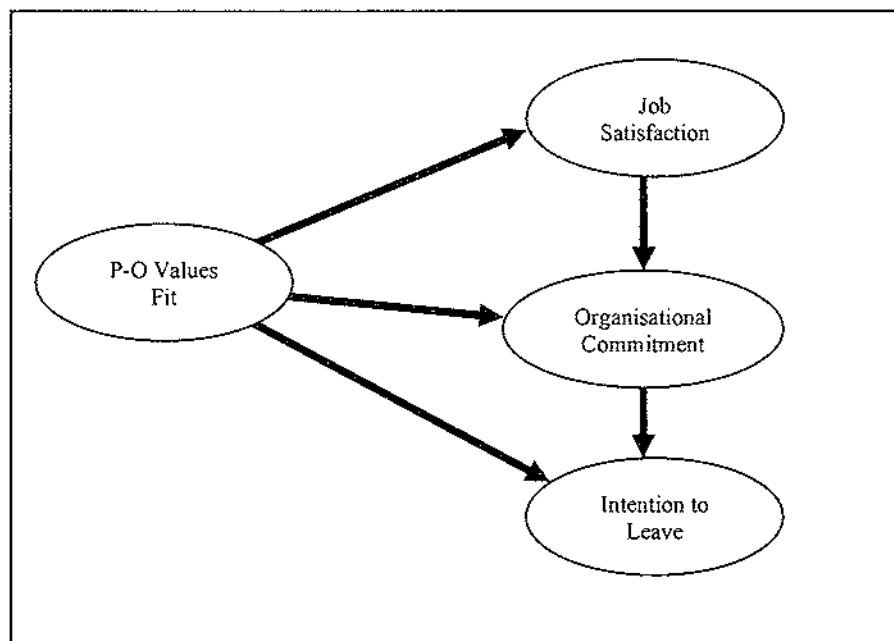 Job
Satisfaction
P-O Values
Fit
Organisational
Commitment
Intention to
Leave